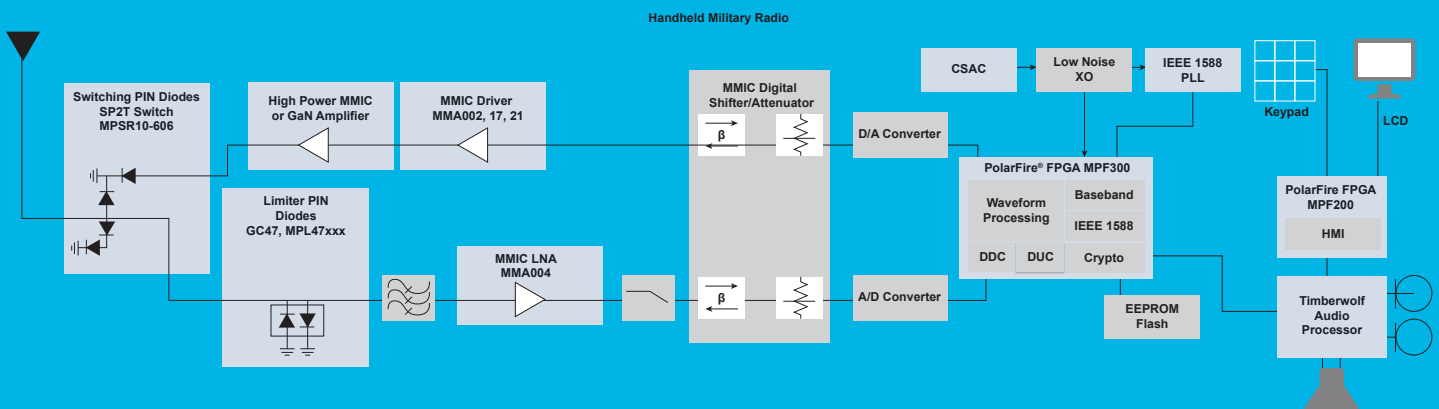 Handheld Military Radio
Switching PIN Diodes
SP2T Switch
MPSR10-606
High Power MMIC
or GaN Amplifier
MMIC Driver
MMA002, 17, 21
MMIC Digital
Shifter/Attenuator
β
D/A Converter
CSAC
Low Noise
XO
IEEE 1588
PLL
Keypad
LCD
Limiter PIN
Diodes
GC47, MPL47xxx
MMIC LNA
MMA004
β
A/D Converter
PolarFire® FPGA MPF300
Waveform
Processing
Baseband
IEEE 1588
DDC
DUC
Crypto
EEPROM
Flash
PolarFire FPGA
MPF200
HMI
Timberwolf
Audio
Processor